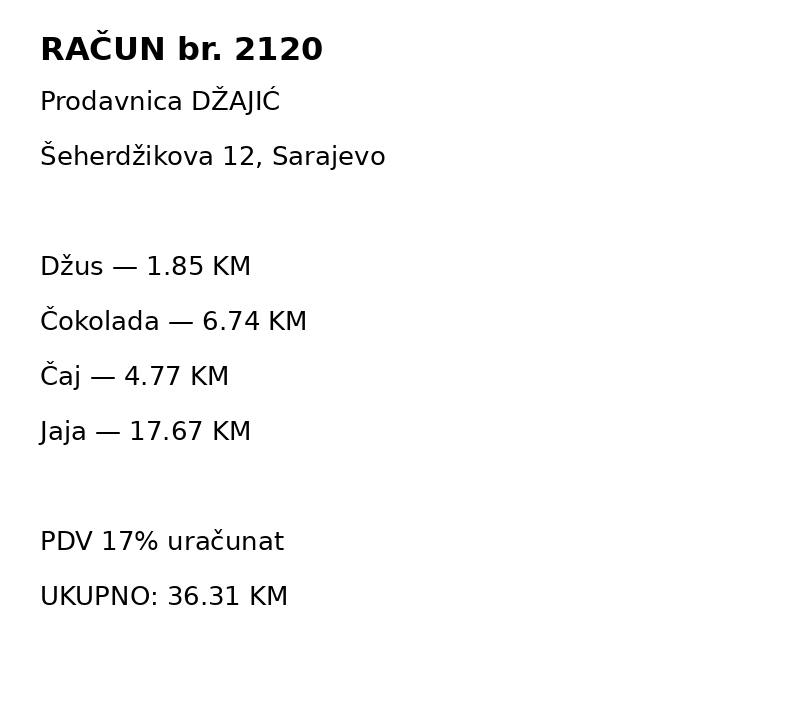 RAČUN br. 2120
Prodavnica DŽAJIĆ
Šeherdžikova 12, Sarajevo
Džus — 1.85 KM
Čokolada — 6.74 KM
Čaj — 4.77 KM
Jaja — 17.67 KM
PDV 17% uračunat
UKUPNO: 36.31 KM